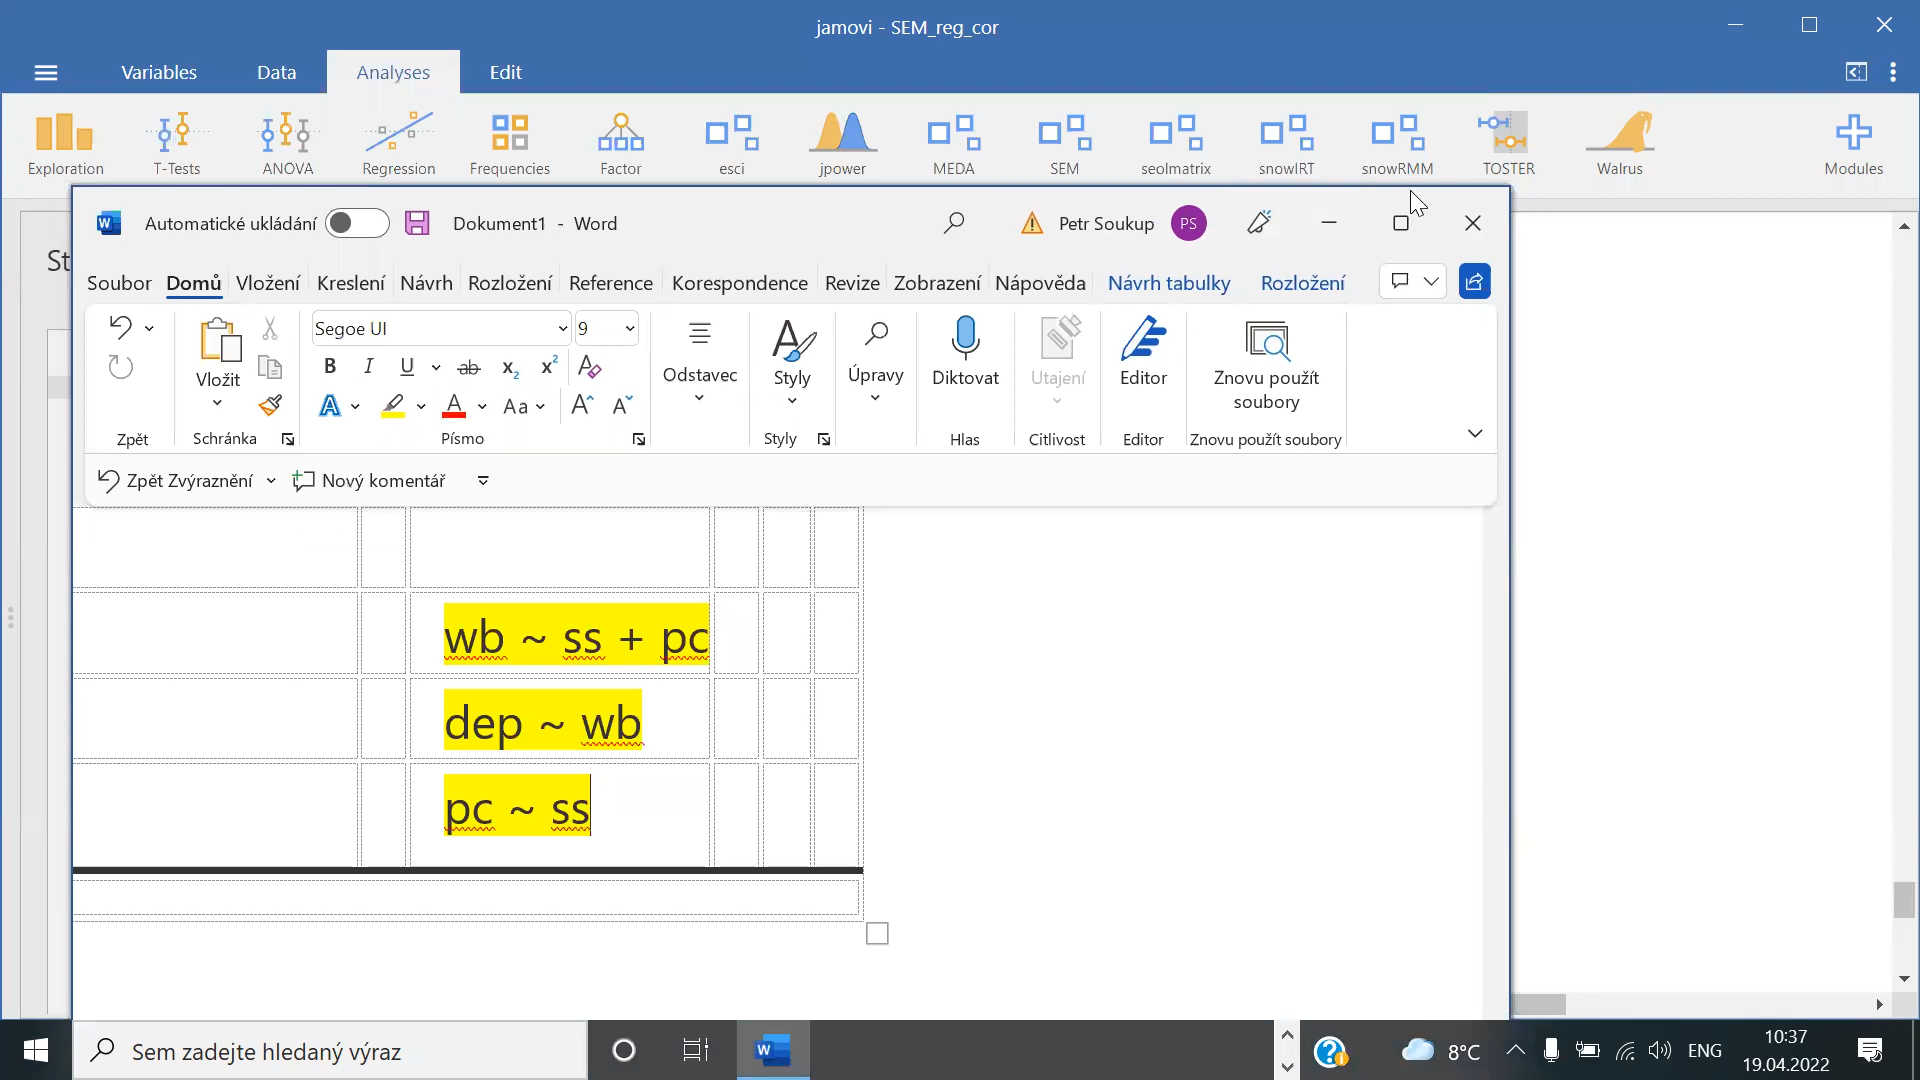 jamovi - SEM_reg_cor
Variables Data Analyses Edit
Exploration T-Tests ANOVA Regression Frequencies Factor esci jpower MEDA SEM seolmatrix snowIRT snowRMM TOSTER Walrus Modules
St
Automatické ukládání Dokument1 - Word Petr Soukup PS
Soubor Domů Vložení Kreslení Návrh Rozložení Reference Korespondence Revize Zobrazení Nápověda Návrh tabulky Rozložení
Segoe UI 9
Vložit Odstavec Styly Úpravy Diktovat Utajení Editor Znovu použít soubory
Zpět Schránka Písmo Styly Hlas Citlivost Editor Znovu použít soubory
Zpět Zvýraznění Nový komentář
wb ~ ss + pc
dep ~ wb
pc ~ ss
Sem zadejte hledaný výraz 8°C ENG 10:37
19.04.2022